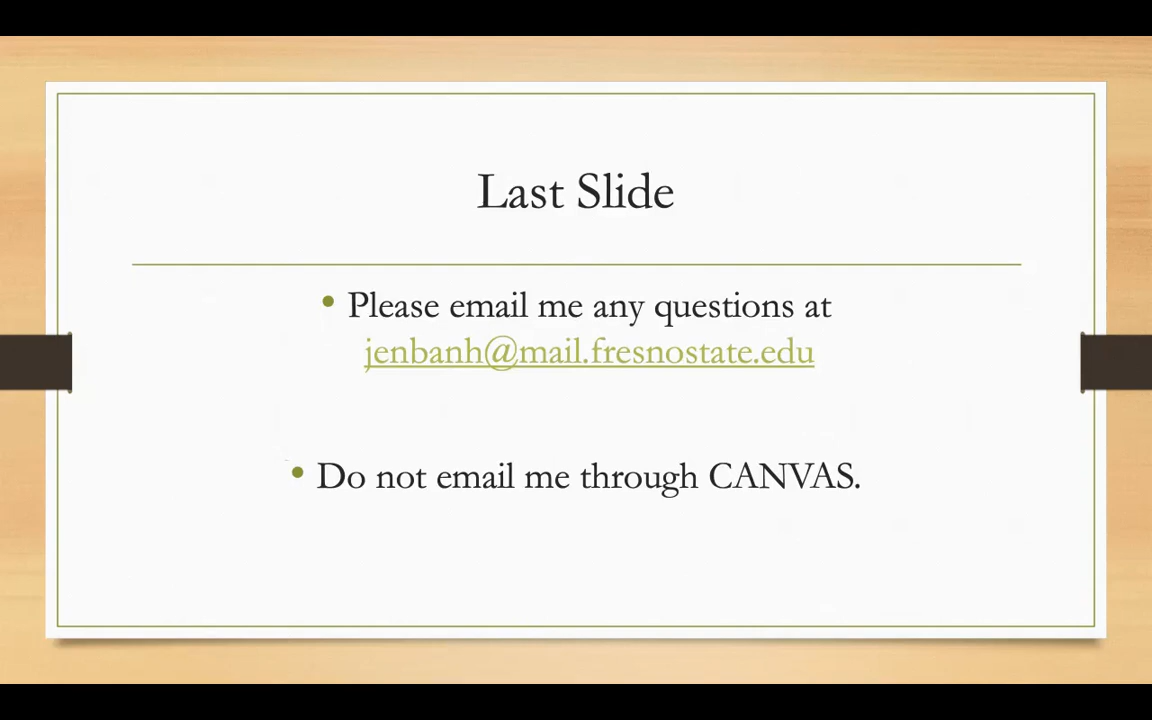 Last Slide
• Please email me any questions at
jenbanh@mail.fresnostate.edu
• Do not email me through CANVAS.